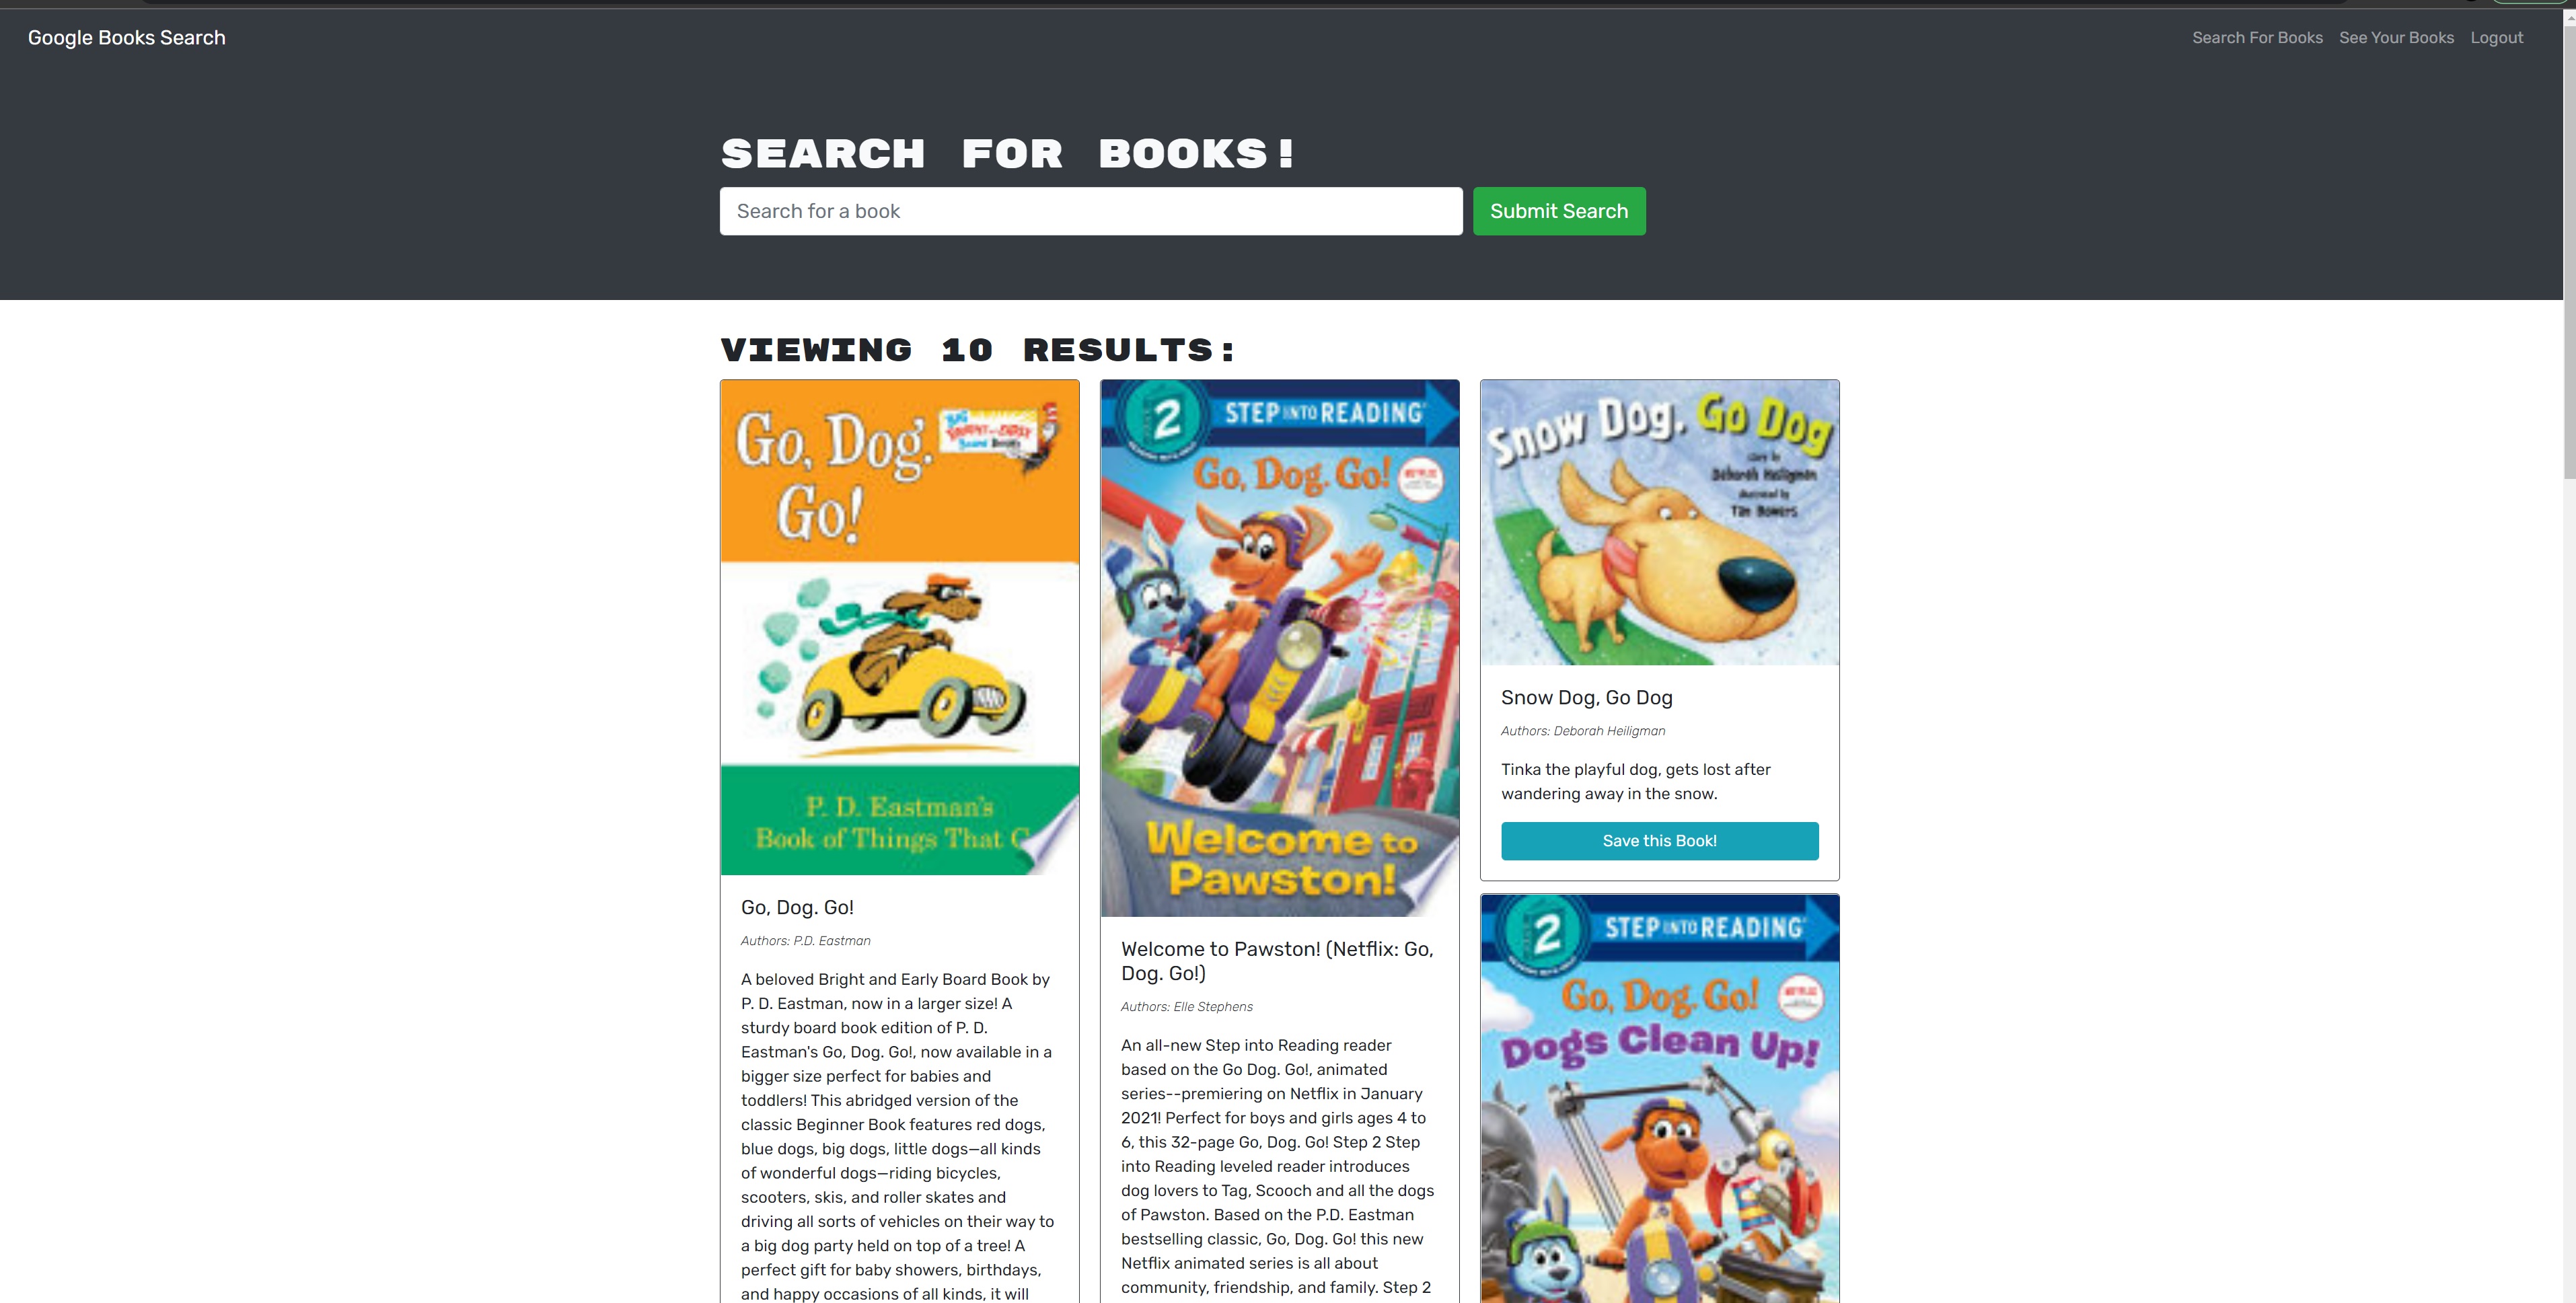 Google Books Search
Search For Books
See Your Books
Logout
SEARCH FOR BOOKS!
Search for a book
Submit Search
VIEWING 10 RESULTS:
Go, Dog.
Go!
P. D. Eastman's
Book of Things That
Go, Dog. Go!
Authors: P.D. Eastman
A beloved Bright and Early Board Book by
P. D. Eastman, now in a larger size! A
sturdy board book edition of P. D.
Eastman's Go, Dog. Go!, now available in a
bigger size perfect for babies and
toddlers! This abridged version of the
classic Beginner Book features red dogs,
blue dogs, big dogs, little dogs—all kinds
of wonderful dogs—riding bicycles,
scooters, skis, and roller skates and
driving all sorts of vehicles on their way to
a big dog party held on top of a tree! A
perfect gift for baby showers, birthdays,
and happy occasions of all kinds, it will
2
STEP INTO READING
Go, Dog. Go!
Welcome to
Pawston!
Welcome to Pawston! (Netflix: Go,
Dog. Go!)
Authors: Elle Stephens
An all-new Step into Reading reader
based on the Go Dog. Go!, animated
series--premiering on Netflix in January
2021! Perfect for boys and girls ages 4 to
6, this 32-page Go, Dog. Go! Step 2 Step
into Reading leveled reader introduces
dog lovers to Tag, Scooch and all the dogs
of Pawston. Based on the P.D. Eastman
bestselling classic, Go, Dog. Go! this new
Netflix animated series is all about
community, friendship, and family. Step 2
Snow Dog, Go Dog
story by
Deborah Heiligman
illustrated by
Tim Bowers
Snow Dog, Go Dog
Authors: Deborah Heiligman
Tinka the playful dog, gets lost after
wandering away in the snow.
Save this Book!
2
STEP INTO READING
Go, Dog. Go!
Dogs Clean Up!